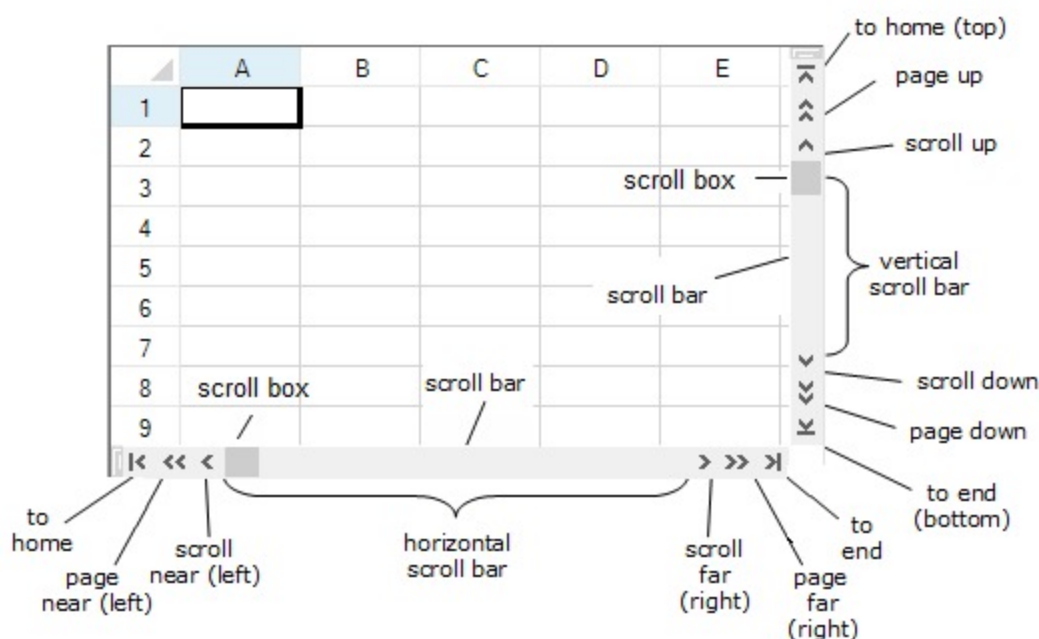 to home (top)
A B C D E
page up
1
scroll up
2
scroll box
3
4
vertical
scroll bar
5
scroll bar
6
7
scroll down
scroll box
scroll bar
8
page down
9
to end
(bottom)
to
home
page
near (left)
scroll
near (left)
horizontal
scroll bar
scroll
far
(right)
page
far
(right)
to
end